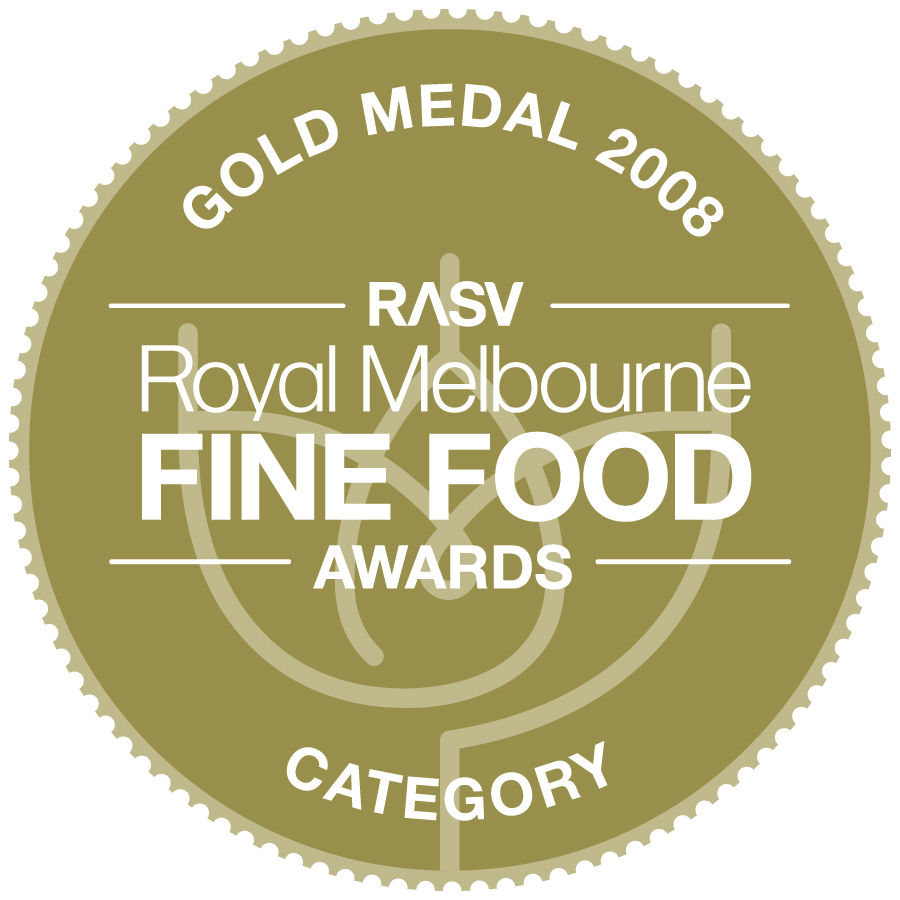 GOLD MEDAL 2008
RASV
Royal Melbourne
FINE FOOD
AWARDS
CATEGORY